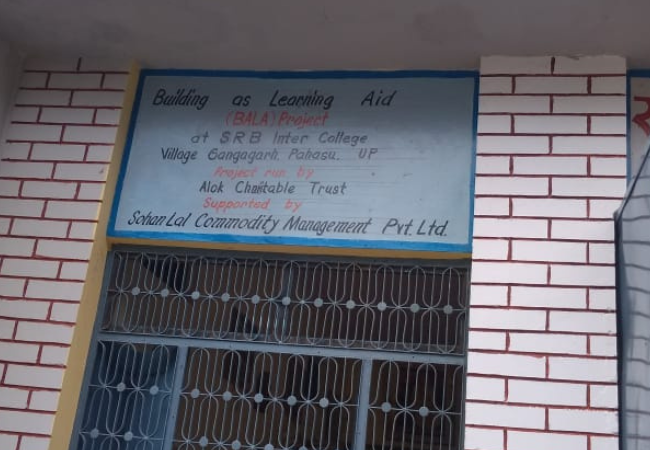 Building as Learning Aid
(BALA) Project
at SRB Inter College
Village Gangagarh, Pahasu, UP
Project run by
Alok Charitable Trust
Supported by
Sohan Lal Commodity Management Pvt. Ltd.